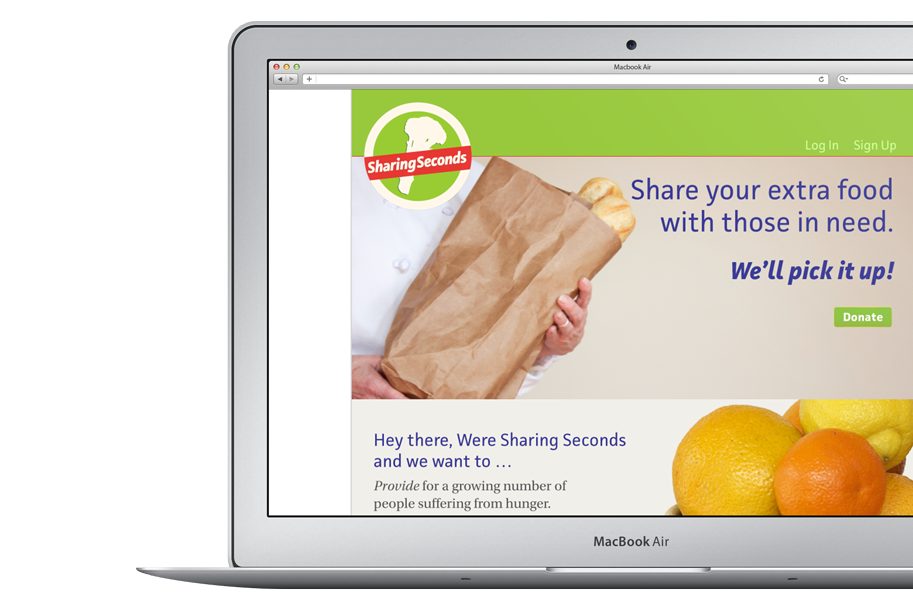 Macbook Air
Log In Sign Up
SharingSeconds
Share your extra food
with those in need.
We'll pick it up!
Donate
Hey there, Were Sharing Seconds
and we want to ...
Provide for a growing number of
people suffering from hunger.
MacBook Air